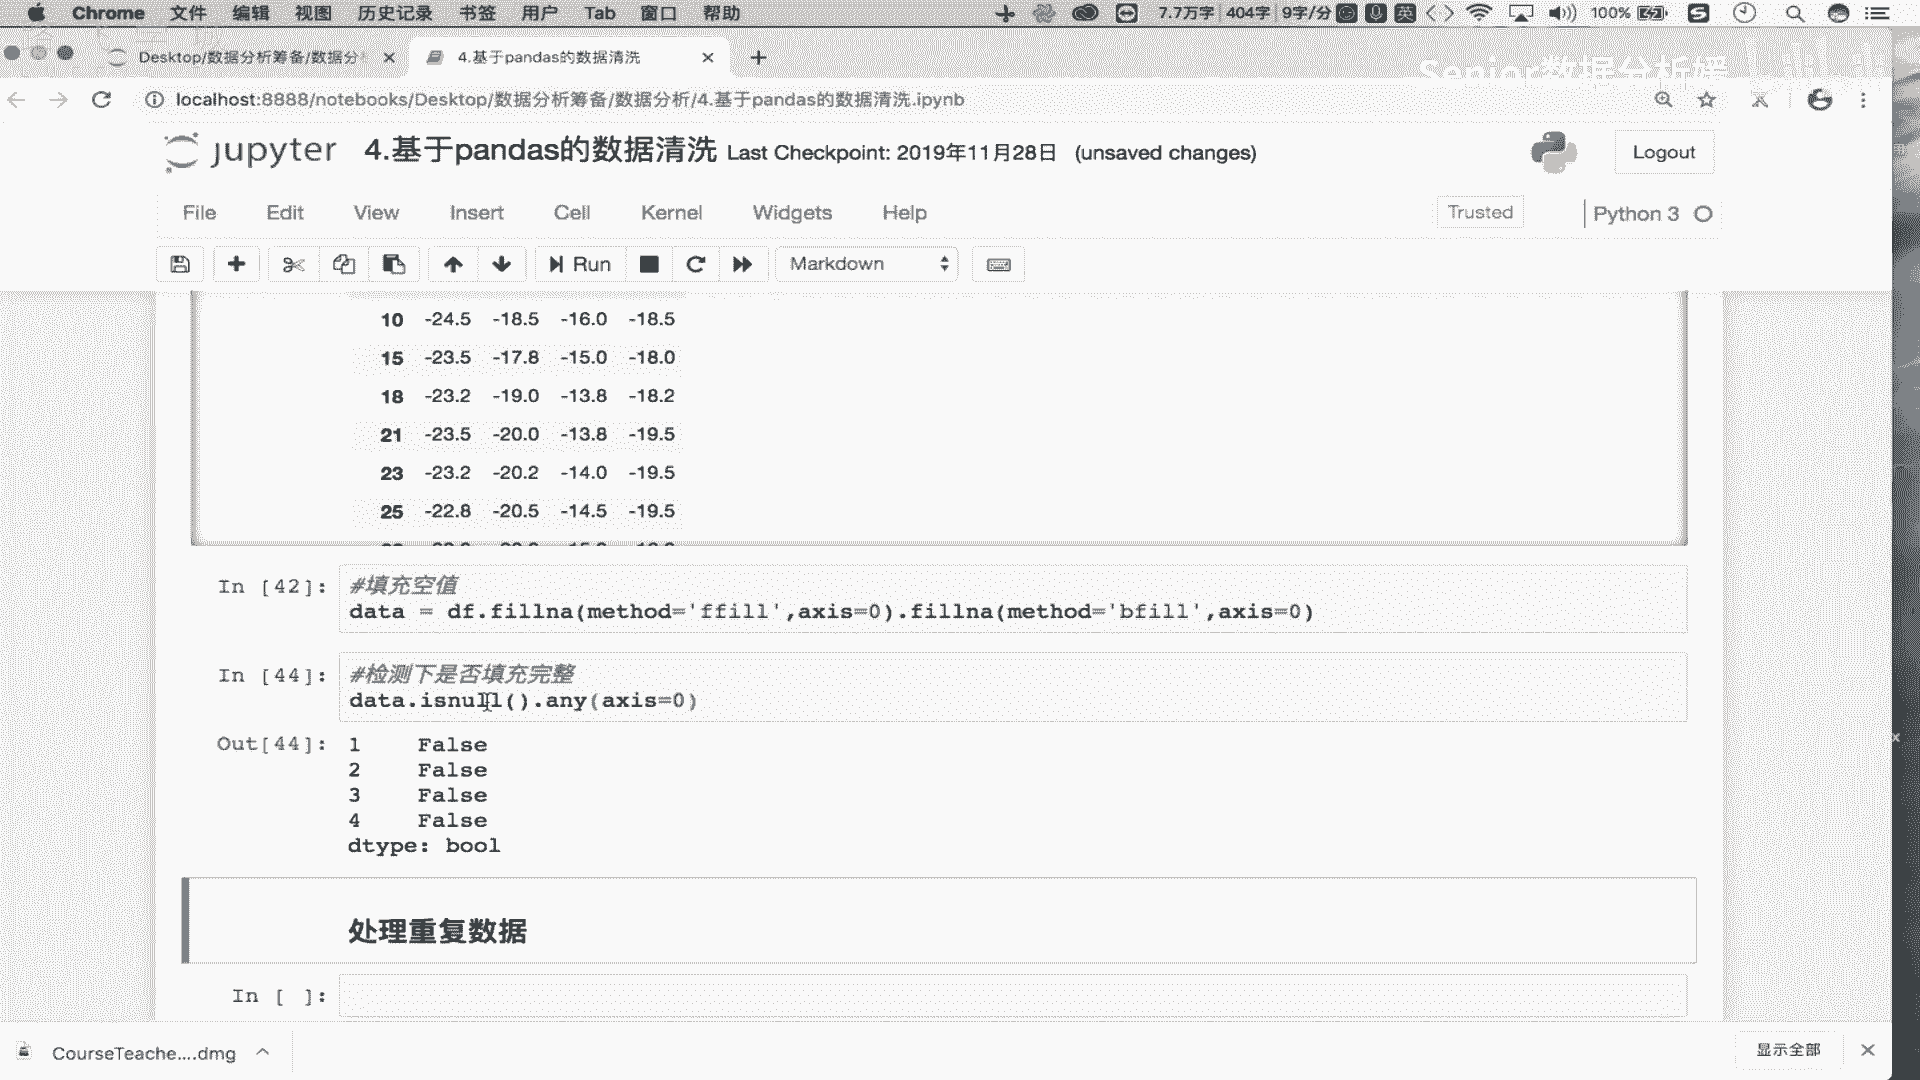 Chrome 文件 编辑 视图 历史记录 书签 用户 Tab 窗口 帮助 7.7万字 404字 9字/分 英 100%
Desktop/数据分析筹备/数据分 4.基于pandas的数据清洗
Senior数据分析媛
localhost:8888/notebooks/Desktop/数据分析筹备/数据分析/4.基于pandas的数据清洗.ipynb
jupyter 4.基于pandas的数据清洗 Last Checkpoint: 2019年11月28日 (unsaved changes) Logout
File Edit View Insert Cell Kernel Widgets Help Trusted Python 3
Run Markdown
10 -24.5 -18.5 -16.0 -18.5
15 -23.5 -17.8 -15.0 -18.0
18 -23.2 -19.0 -13.8 -18.2
21 -23.5 -20.0 -13.8 -19.5
23 -23.2 -20.2 -14.0 -19.5
25 -22.8 -20.5 -14.5 -19.5
In [42]: #填充空值
data = df.fillna(method='ffill',axis=0).fillna(method='bfill',axis=0)
In [44]: #检测下是否填充完整
data.isnull().any(axis=0)
Out[44]: 1 False
2 False
3 False
4 False
dtype: bool
处理重复数据
In [ ]:
CourseTeache....dmg 显示全部